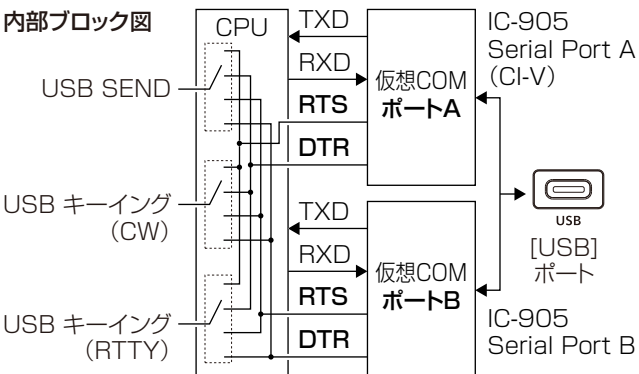 内部ブロック図
CPU
TXD
RXD
RTS
DTR
仮想COM
ポートA
IC-905
Serial Port A
（CI-V）
USB SEND
USB キーイング
（CW）
USB キーイング
（RTTY）
TXD
RXD
RTS
DTR
仮想COM
ポートB
USB
[USB]
ポート
IC-905
Serial Port B